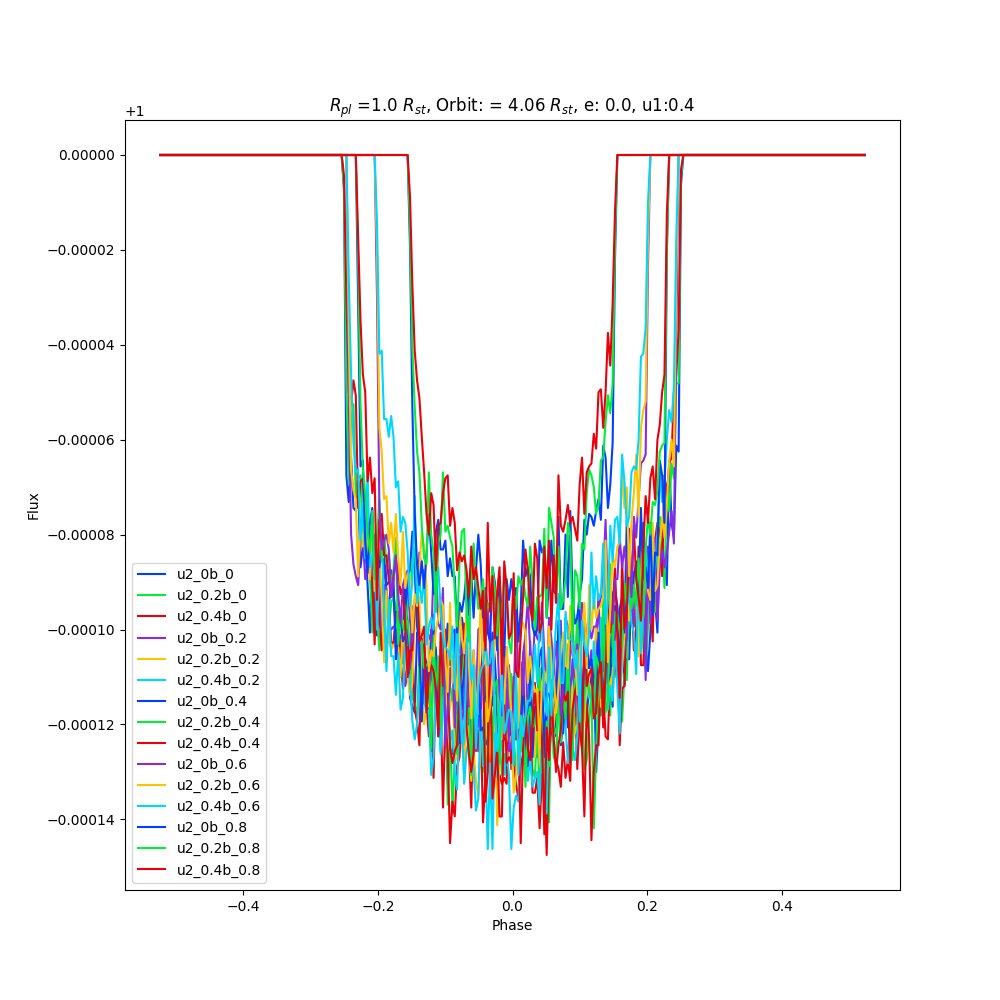 R_pl =1.0 R_st, Orbit: = 4.06 R_st, e: 0.0, u1:0.4
+1
0.00000
−0.00002
−0.00004
−0.00006
−0.00008
−0.00010
−0.00012
−0.00014
Flux
u2_0b_0
u2_0.2b_0
u2_0.4b_0
u2_0b_0.2
u2_0.2b_0.2
u2_0.4b_0.2
u2_0b_0.4
u2_0.2b_0.4
u2_0.4b_0.4
u2_0b_0.6
u2_0.2b_0.6
u2_0.4b_0.6
u2_0b_0.8
u2_0.2b_0.8
u2_0.4b_0.8
−0.4 −0.2 0.0 0.2 0.4
Phase